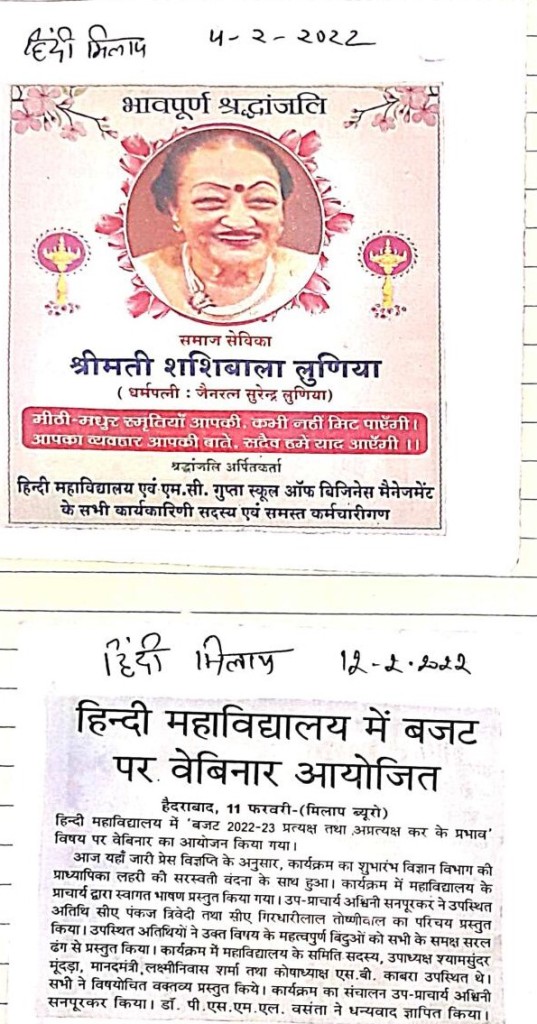 हिंदी मिलाप 4-2-2022
भावपूर्ण श्रद्धांजलि
समाज सेविका
श्रीमती शशिबाला लुणिया
( धर्मपत्नी : जैनरत्न सुरेन्द्र लुणिया)
मीठी-मधुर स्मृतियाँ आपकी, कभी नहीं मिट पाएँगी।
आपका व्यवहार आपकी बाते, सदैव हमे याद आएँगी ।।
श्रद्धांजलि अर्पितकर्ता
हिन्दी महाविद्यालय एवं एम.सी. गुप्ता स्कूल ऑफ बिजिनेस मैनेजमेंट
के सभी कार्यकारिणी सदस्य एवं समस्त कर्मचारीगण
हिंदी मिलाप 12-2-2022
हिन्दी महाविद्यालय में बजट
पर वेबिनार आयोजित
हैदराबाद, 11 फरवरी-(मिलाप ब्यूरो)
हिन्दी महाविद्यालय में 'बजट 2022-23 प्रत्यक्ष तथा अप्रत्यक्ष कर के प्रभाव'
विषय पर वेबिनार का आयोजन किया गया।
आज यहाँ जारी प्रेस विज्ञप्ति के अनुसार, कार्यक्रम का शुभारंभ विज्ञान विभाग की
प्राध्यापिका लहरी की सरस्वती वंदना के साथ हुआ। कार्यक्रम में महाविद्यालय के
प्राचार्य द्वारा स्वागत भाषण प्रस्तुत किया गया। उप-प्राचार्य अश्विनी सनपूरकर ने उपस्थित
अतिथि सीए पंकज त्रिवेदी तथा सीए गिरधारीलाल तोष्णीवाल का परिचय प्रस्तुत
किया। उपस्थित अतिथियों ने उक्त विषय के महत्वपूर्ण बिंदुओं को सभी के समक्ष सरल
ढंग से प्रस्तुत किया। कार्यक्रम में महाविद्यालय के समिति सदस्य, उपाध्यक्ष श्यामसुंदर
मूंदड़ा, मानदमंत्री लक्ष्मीनिवास शर्मा तथा कोषाध्यक्ष एस.बी. काबरा उपस्थित थे।
सभी ने विषयोचित वक्तव्य प्रस्तुत किये। कार्यक्रम का संचालन उप-प्राचार्य अश्विनी
सनपूरकर किया। डॉ. पी.एस.एम.एल. वसंता ने धन्यवाद ज्ञापित किया।